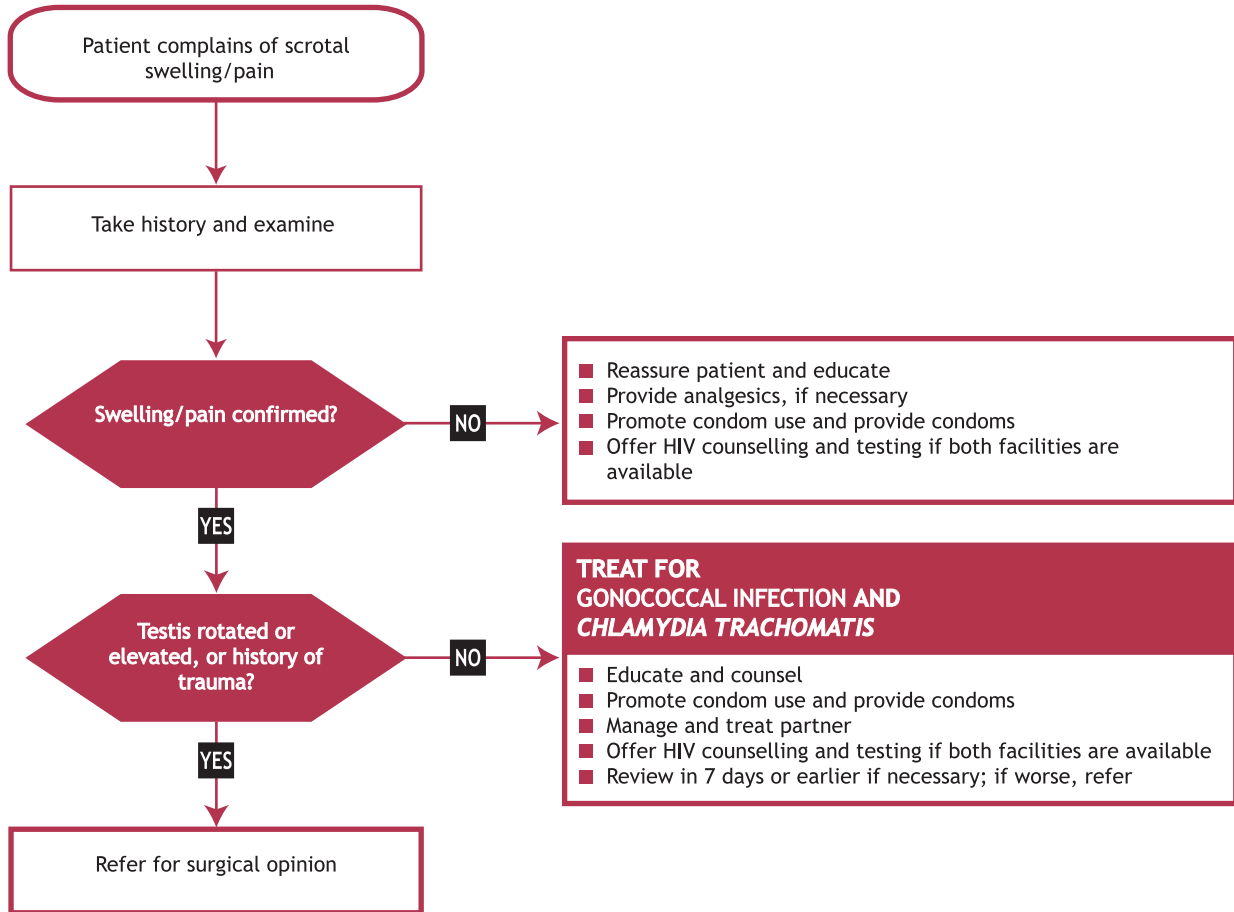 Patient complains of scrotal
swelling/pain
Take history and examine
Swelling/pain confirmed?
NO
Reassure patient and educate
Provide analgesics, if necessary
Promote condom use and provide condoms
Offer HIV counselling and testing if both facilities are
available
YES
Testis rotated or
elevated, or history of
trauma?
NO
TREAT FOR
GONOCOCCAL INFECTION AND
CHLAMYDIA TRACHOMATIS
Educate and counsel
Promote condom use and provide condoms
Manage and treat partner
Offer HIV counselling and testing if both facilities are available
Review in 7 days or earlier if necessary; if worse, refer
YES
Refer for surgical opinion